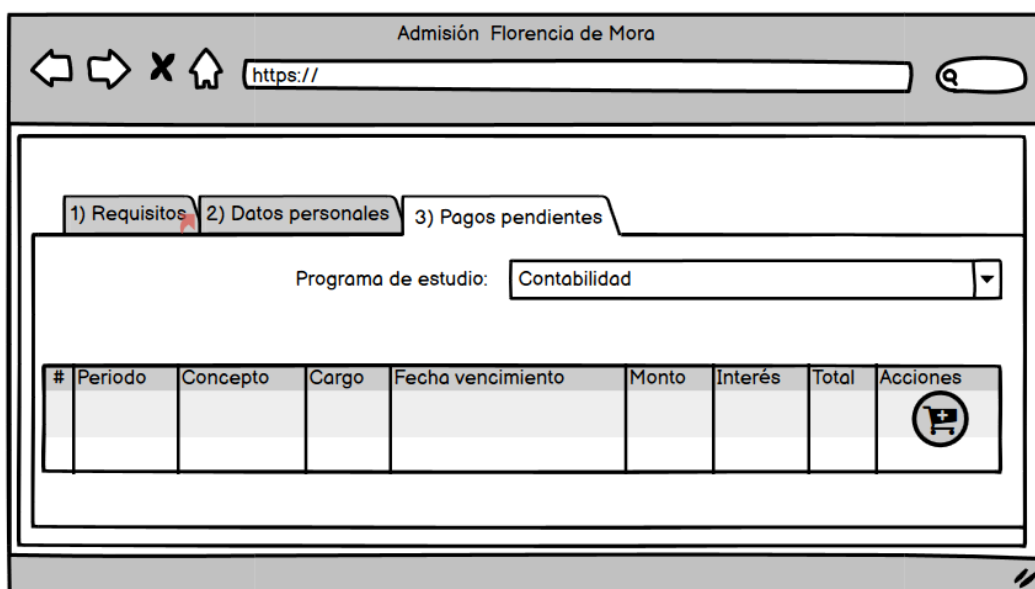 Admisión Florencia de Mora
https://
1) Requisitos 2) Datos personales 3) Pagos pendientes
Programa de estudio: Contabilidad
# Periodo Concepto Cargo Fecha vencimiento Monto Interés Total Acciones